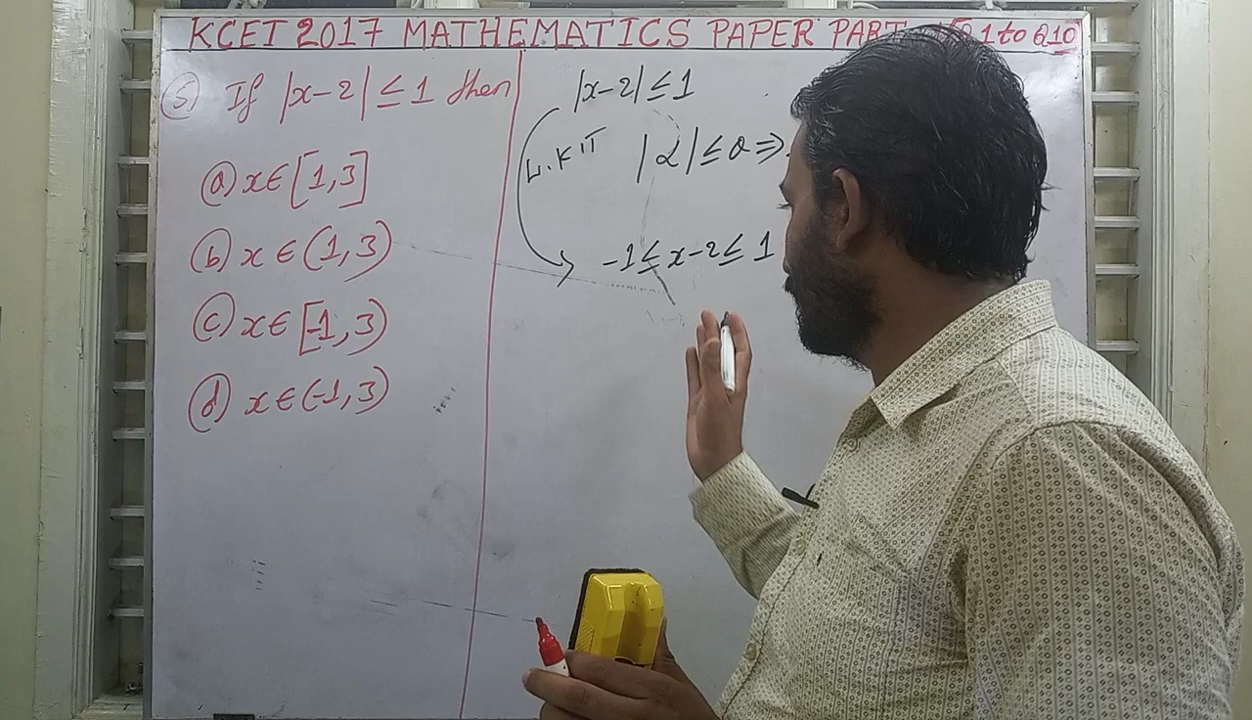 KCET 2017 MATHEMATICS PAPER PART Q1 to Q10
5) If |x-2| ≤ 1 then
a) x ∈ [1, 3]
b) x ∈ (1, 3)
c) x ∈ [-1, 3)
d) x ∈ (-1, 3)
|x-2| ≤ 1
W.K.T |x| ≤ a ⇒
-1 ≤ x-2 ≤ 1